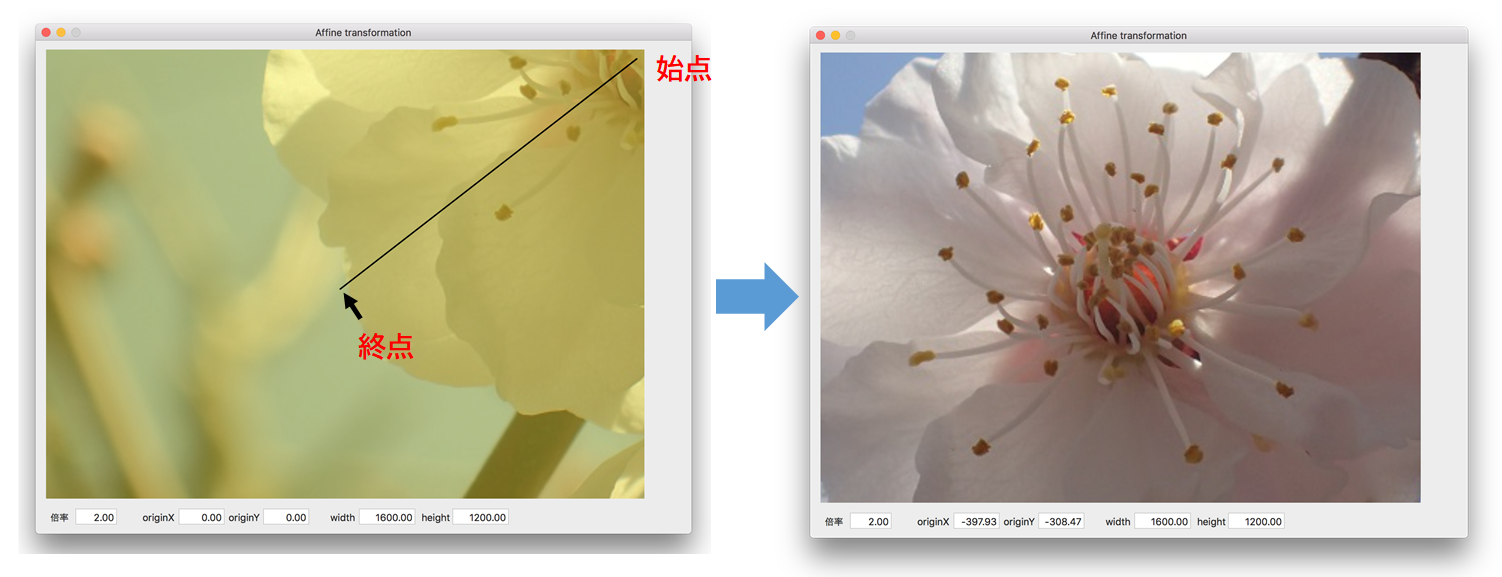 Affine transformation
始点
終点
倍率 2.00 originX 0.00 originY 0.00 width 1600.00 height 1200.00
Affine transformation
倍率 2.00 originX -397.93 originY -308.47 width 1600.00 height 1200.00